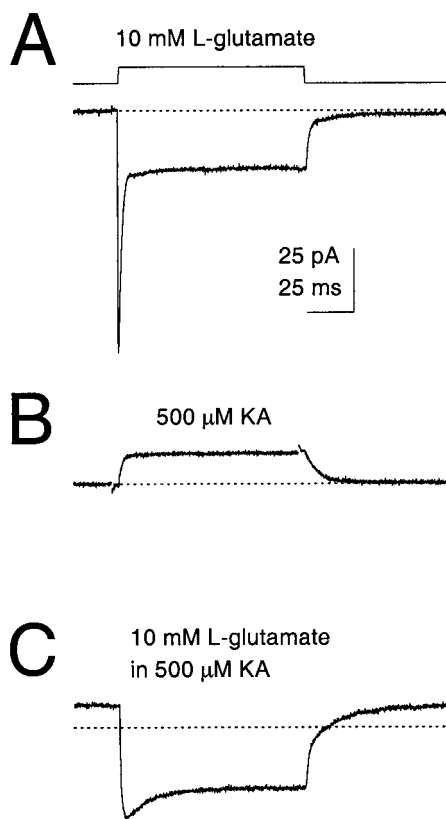 A
10 mM L-glutamate
25 pA
25 ms
B
500 μM KA
C
10 mM L-glutamate
in 500 μM KA